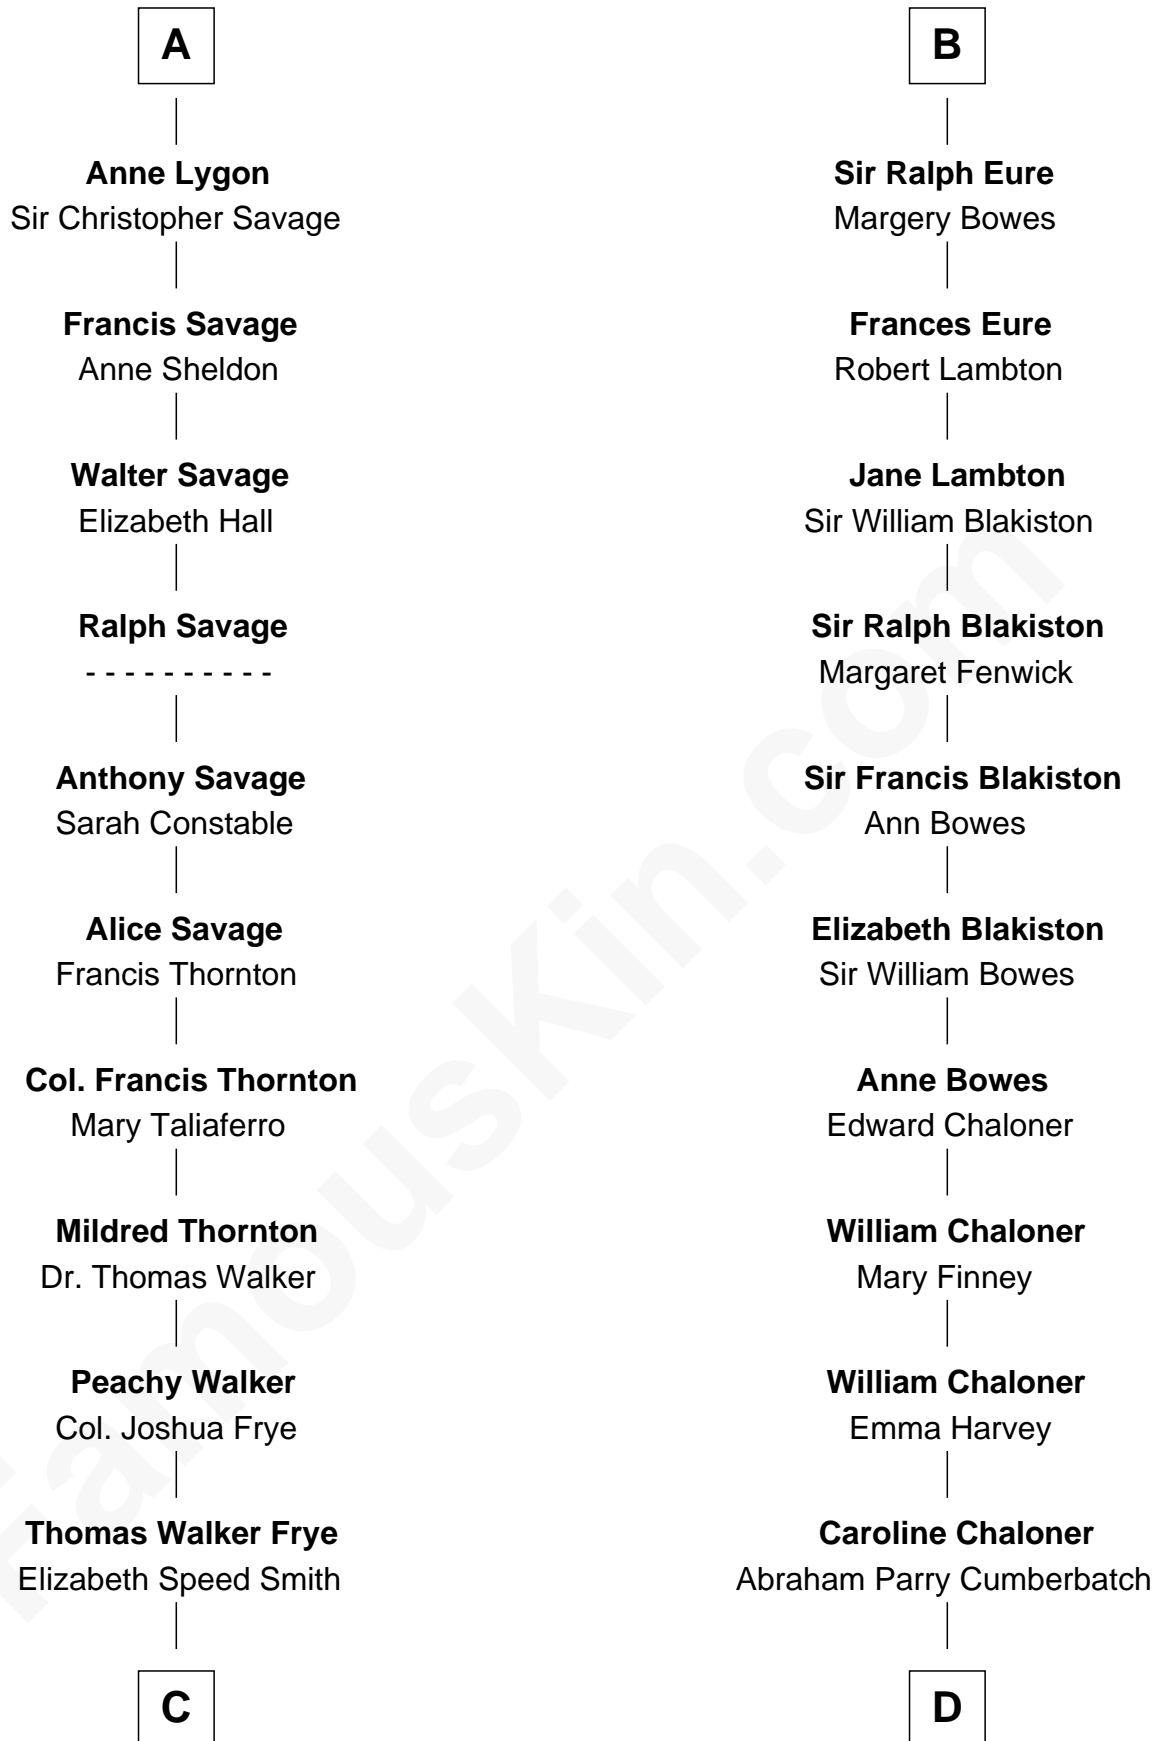 A
Anne Lygon
Sir Christopher Savage
Francis Savage
Anne Sheldon
Walter Savage
Elizabeth Hall
Ralph Savage
- - - - - - - - - -
Anthony Savage
Sarah Constable
Alice Savage
Francis Thornton
Col. Francis Thornton
Mary Taliaferro
Mildred Thornton
Dr. Thomas Walker
Peachy Walker
Col. Joshua Frye
Thomas Walker Frye
Elizabeth Speed Smith
C
B
Sir Ralph Eure
Margery Bowes
Frances Eure
Robert Lambton
Jane Lambton
Sir William Blakiston
Sir Ralph Blakiston
Margaret Fenwick
Sir Francis Blakiston
Ann Bowes
Elizabeth Blakiston
Sir William Bowes
Anne Bowes
Edward Chaloner
William Chaloner
Mary Finney
William Chaloner
Emma Harvey
Caroline Chaloner
Abraham Parry Cumberbatch
D
FamousKin.com